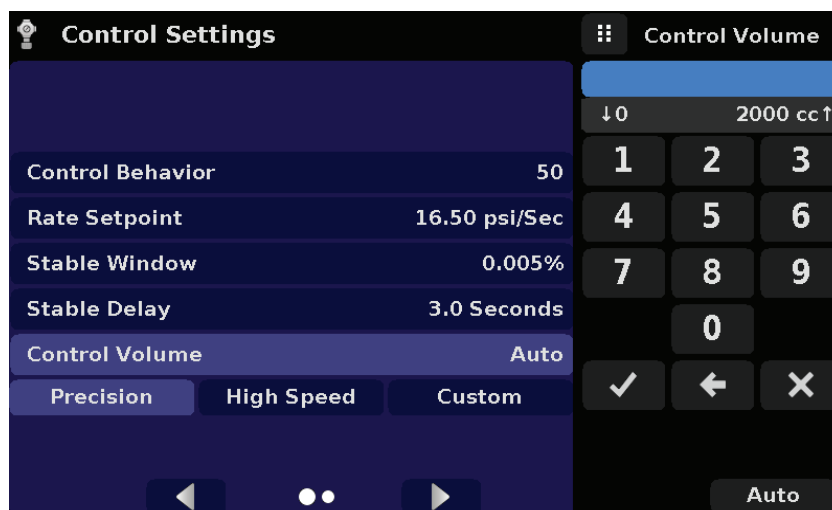 Control Settings
Control Behavior 50
Rate Setpoint 16.50 psi/Sec
Stable Window 0.005%
Stable Delay 3.0 Seconds
Control Volume Auto
Precision High Speed Custom
Control Volume
↓0 2000 cc↑
1 2 3
4 5 6
7 8 9
0
Auto